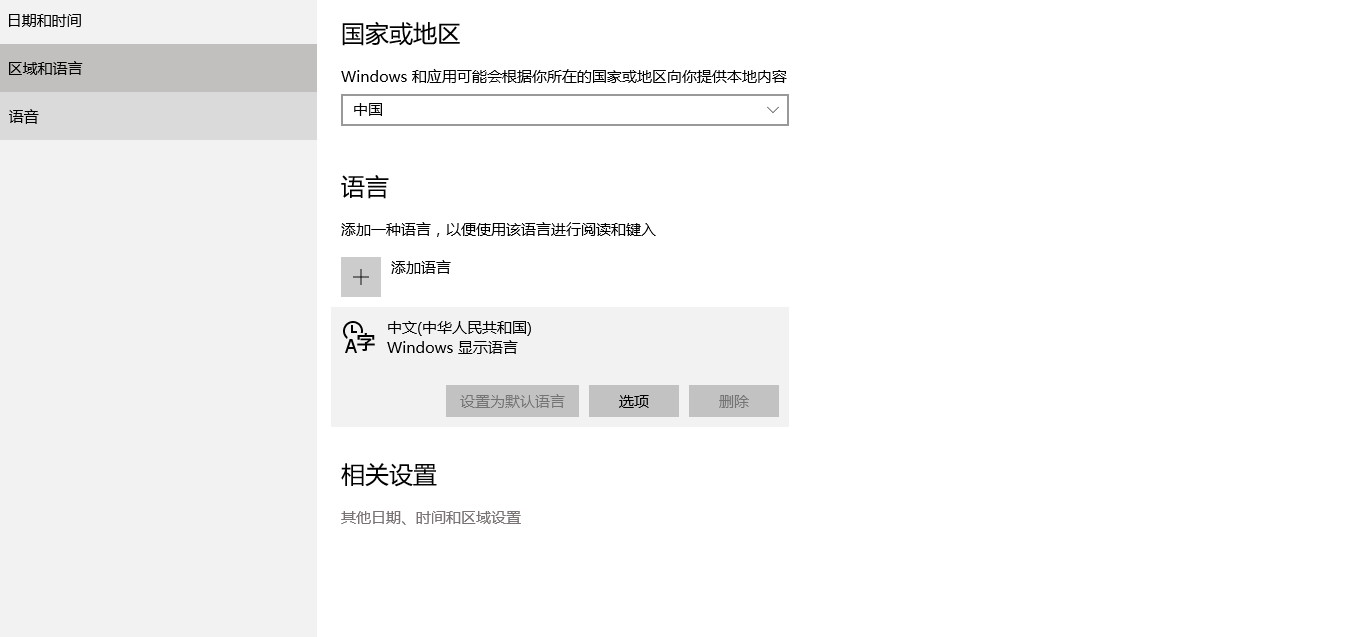 日期和时间
区域和语言
语音
国家或地区
Windows 和应用可能会根据你所在的国家或地区向你提供本地内容
中国
语言
添加一种语言，以便使用该语言进行阅读和键入
添加语言
A字
中文(中华人民共和国)
Windows 显示语言
设置为默认语言
选项
删除
相关设置
其他日期、时间和区域设置